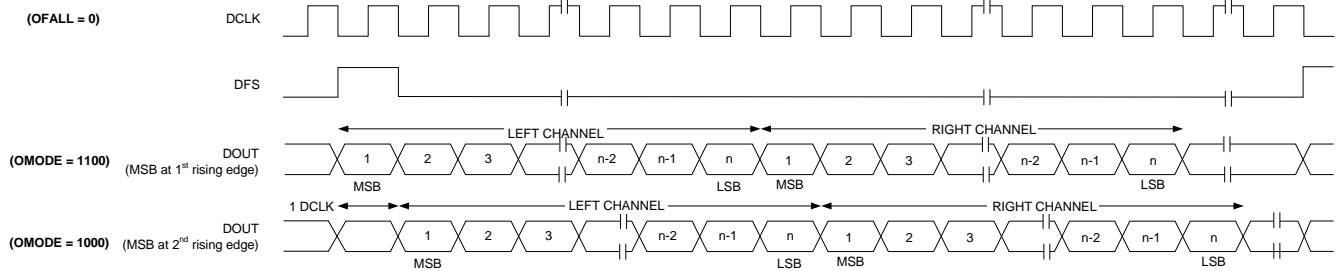 (OFALL = 0) DCLK
DFS
LEFT CHANNEL RIGHT CHANNEL
(OMODE = 1100) DOUT 1 2 3 n-2 n-1 n 1 2 3 n-2 n-1 n
(MSB at 1st rising edge)
MSB LSB MSB LSB
1 DCLK LEFT CHANNEL RIGHT CHANNEL
(OMODE = 1000) DOUT 1 2 3 n-2 n-1 n 1 2 3 n-2 n-1 n
(MSB at 2nd rising edge)
MSB LSB MSB LSB